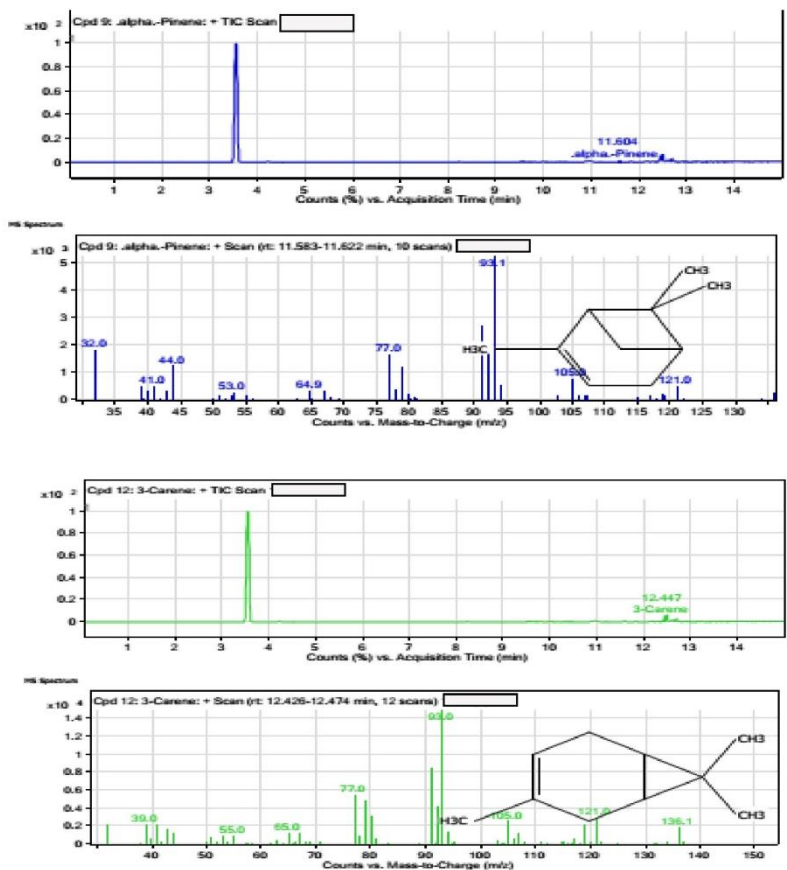 x10 2 Cpd 9: .alpha.-Pinene: + TIC Scan
1
0.8
0.6
0.4
0.2
0
11.604
.alpha.-Pinene
1 2 3 4 5 6 7 8 9 10 11 12 13 14
Counts (%) vs. Acquisition Time (min)
MS Spectrum
x10 3 Cpd 9: .alpha.-Pinene: + Scan (rt: 11.583-11.622 min, 10 scans)
5
4
3
2
1
0
93.1
CH3
CH3
H3C
32.0
77.0
44.0
41.0
53.0
64.9
105.0
121.0
35 40 45 50 55 60 65 70 75 80 85 90 95 100 105 110 115 120 125 130
Counts vs. Mass-to-Charge (m/z)
x10 2 Cpd 12: 3-Carene: + TIC Scan
1
0.8
0.6
0.4
0.2
0
12.447
3-Carene
1 2 3 4 5 6 7 8 9 10 11 12 13 14
Counts (%) vs. Acquisition Time (min)
MS Spectrum
x10 4 Cpd 12: 3-Carene: + Scan (rt: 12.426-12.474 min, 12 scans)
1.4
1.2
1
0.8
0.6
0.4
0.2
0
93.0
CH3
CH3
H3C
77.0
39.0
55.0
65.0
105.0
121.0
136.1
40 50 60 70 80 90 100 110 120 130 140 150
Counts vs. Mass-to-Charge (m/z)